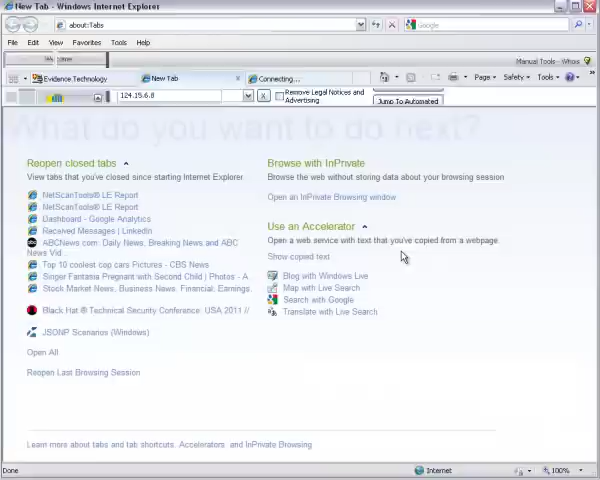 New Tab - Windows Internet Explorer
about:Tabs
Google
File Edit View Favorites Tools Help
Manual Tools - Whois
Evidence Technology
New Tab
Connecting...
Page
Safety
Tools
124.15.6.8
Remove Legal Notices and
Advertising
Jump To Automated
What do you want to do next?
Reopen closed tabs
View tabs that you've closed since starting Internet Explorer
NetScanTools® LE Report
NetScanTools® LE Report
Dashboard - Google Analytics
Received Messages | LinkedIn
ABCNews.com: Daily News, Breaking News and ABC
News Vid...
Top 10 coolest cop cars Pictures - CBS News
Singer Fantasia Pregnant with Second Child | Photos - A
Stock Market News, Business News, Financial, Earnings,
Black Hat ® Technical Security Conference: USA 2011 //
JSONP Scenarios (Windows)
Open All
Reopen Last Browsing Session
Browse with InPrivate
Browse the web without storing data about your browsing session
Open an InPrivate Browsing window
Use an Accelerator
Open a web service with text that you've copied from a webpage
Show copied text
Blog with Windows Live
Map with Live Search
Search with Google
Translate with Live Search
Learn more about tabs and tab shortcuts, Accelerators, and InPrivate Browsing
Done
Internet
100%